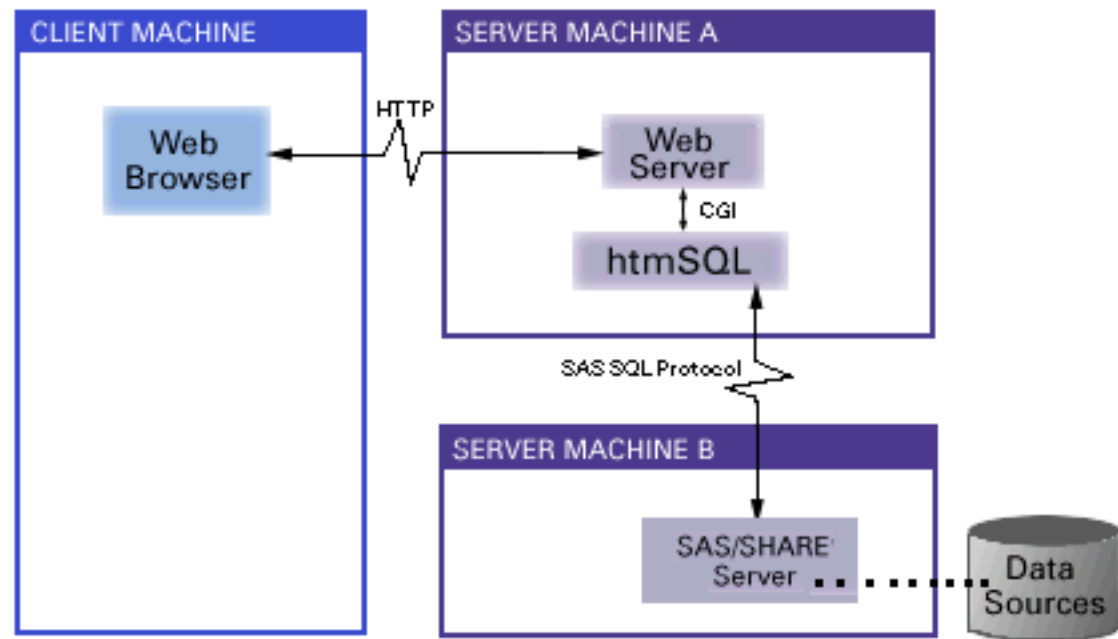 CLIENT MACHINE
SERVER MACHINE A
HTTP
Web
Browser
Web
Server
CGI
htmSQL
SAS SQL Protocol
SERVER MACHINE B
SAS/SHARE
Server
Data
Sources